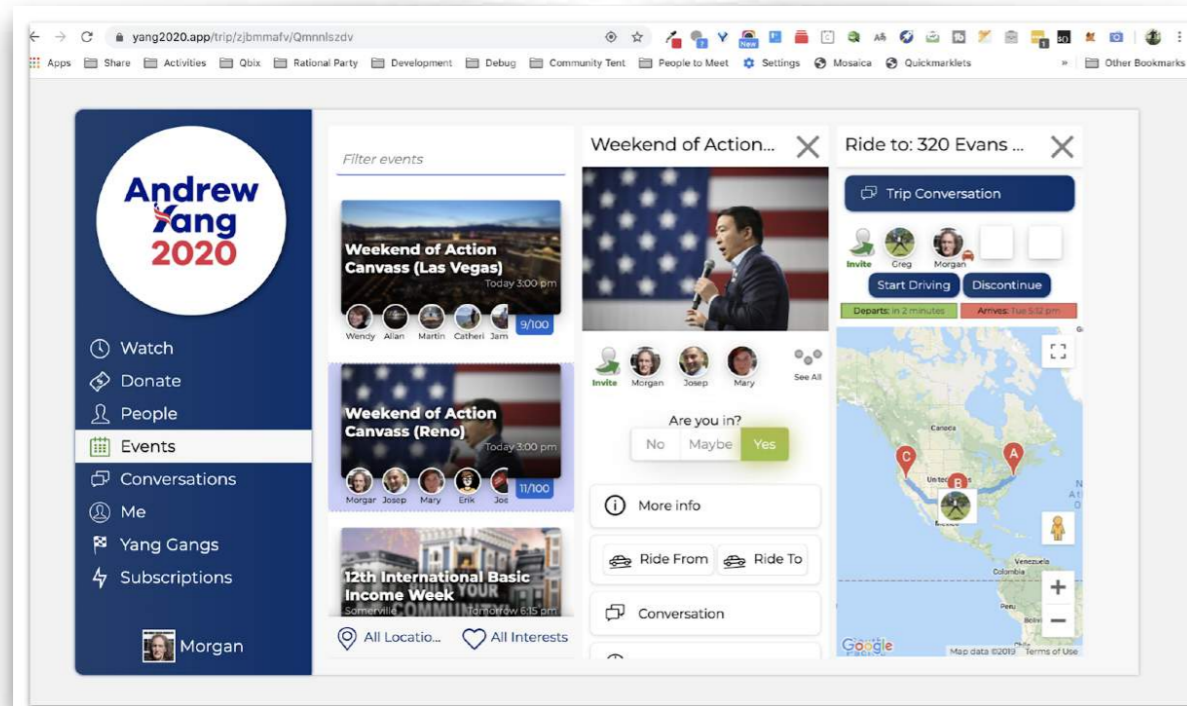 yang2020.app/trip/zjbmmafv/Qmnnlszdv
New
Apps Share Activities Qbix Rational Party Development Debug Community Tent People to Meet Settings Mosaica Quickmarklets » Other Bookmarks
Andrew
Yang
2020
Watch
Donate
People
Events
Conversations
Me
Yang Gangs
Subscriptions
Morgan
Filter events
Weekend of Action
Canvass (Las Vegas)
Today 3:00 pm
Wendy Alian Martin Catheri Jam
9/100
Weekend of Action
Canvass (Reno)
Today 3:00 pm
Morgar Josep Mary Erik Joe
11/100
12th International Basic
Income Week
Somerville Tomorrow 6:15 pm
All Locatio... All Interests
Weekend of Action...
Invite Morgan Josep Mary See All
Are you in?
No Maybe Yes
More info
Ride From Ride To
Conversation
Ride to: 320 Evans ...
Trip Conversation
Invite Greg Morgan
Start Driving Discontinue
Departs: in 2 minutes Arrives: Tue 5:12 pm
Canada
C
A
B
Mexico
Venezuela
Colombia
Peru
Google
Map data ©2019 Terms of Use